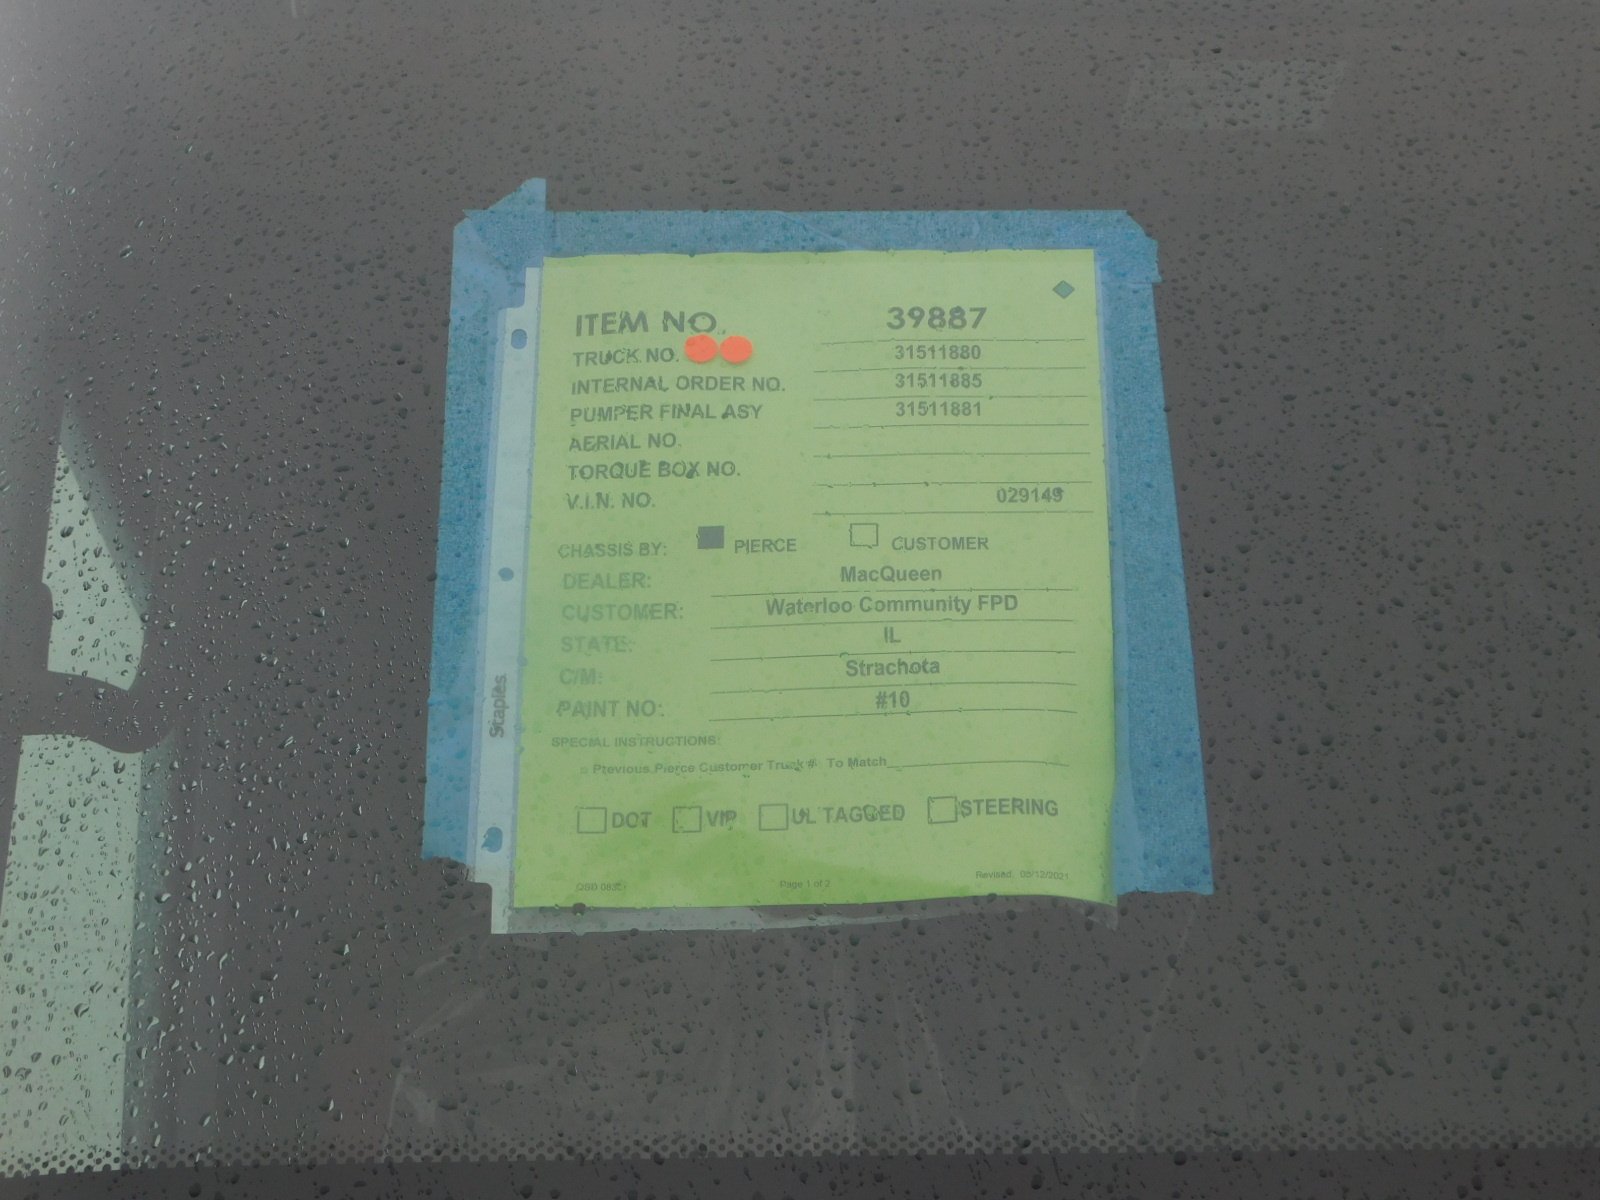 ITEM NO. 39887
TRUCK NO. 31511880
INTERNAL ORDER NO. 31511885
PUMPER FINAL ASY 31511881
AERIAL NO.
TORQUE BOX NO.
V.I.N. NO. 029149
CHASSIS BY: PIERCE CUSTOMER
DEALER: MacQueen
CUSTOMER: Waterloo Community FPD
STATE: IL
C/M: Strachota
PAINT NO: #10
SPECIAL INSTRUCTIONS:
Previous Pierce Customer Truck # To Match
DOT VIP UL TAGGED STEERING
Page 1 of 2 Revised
Staples